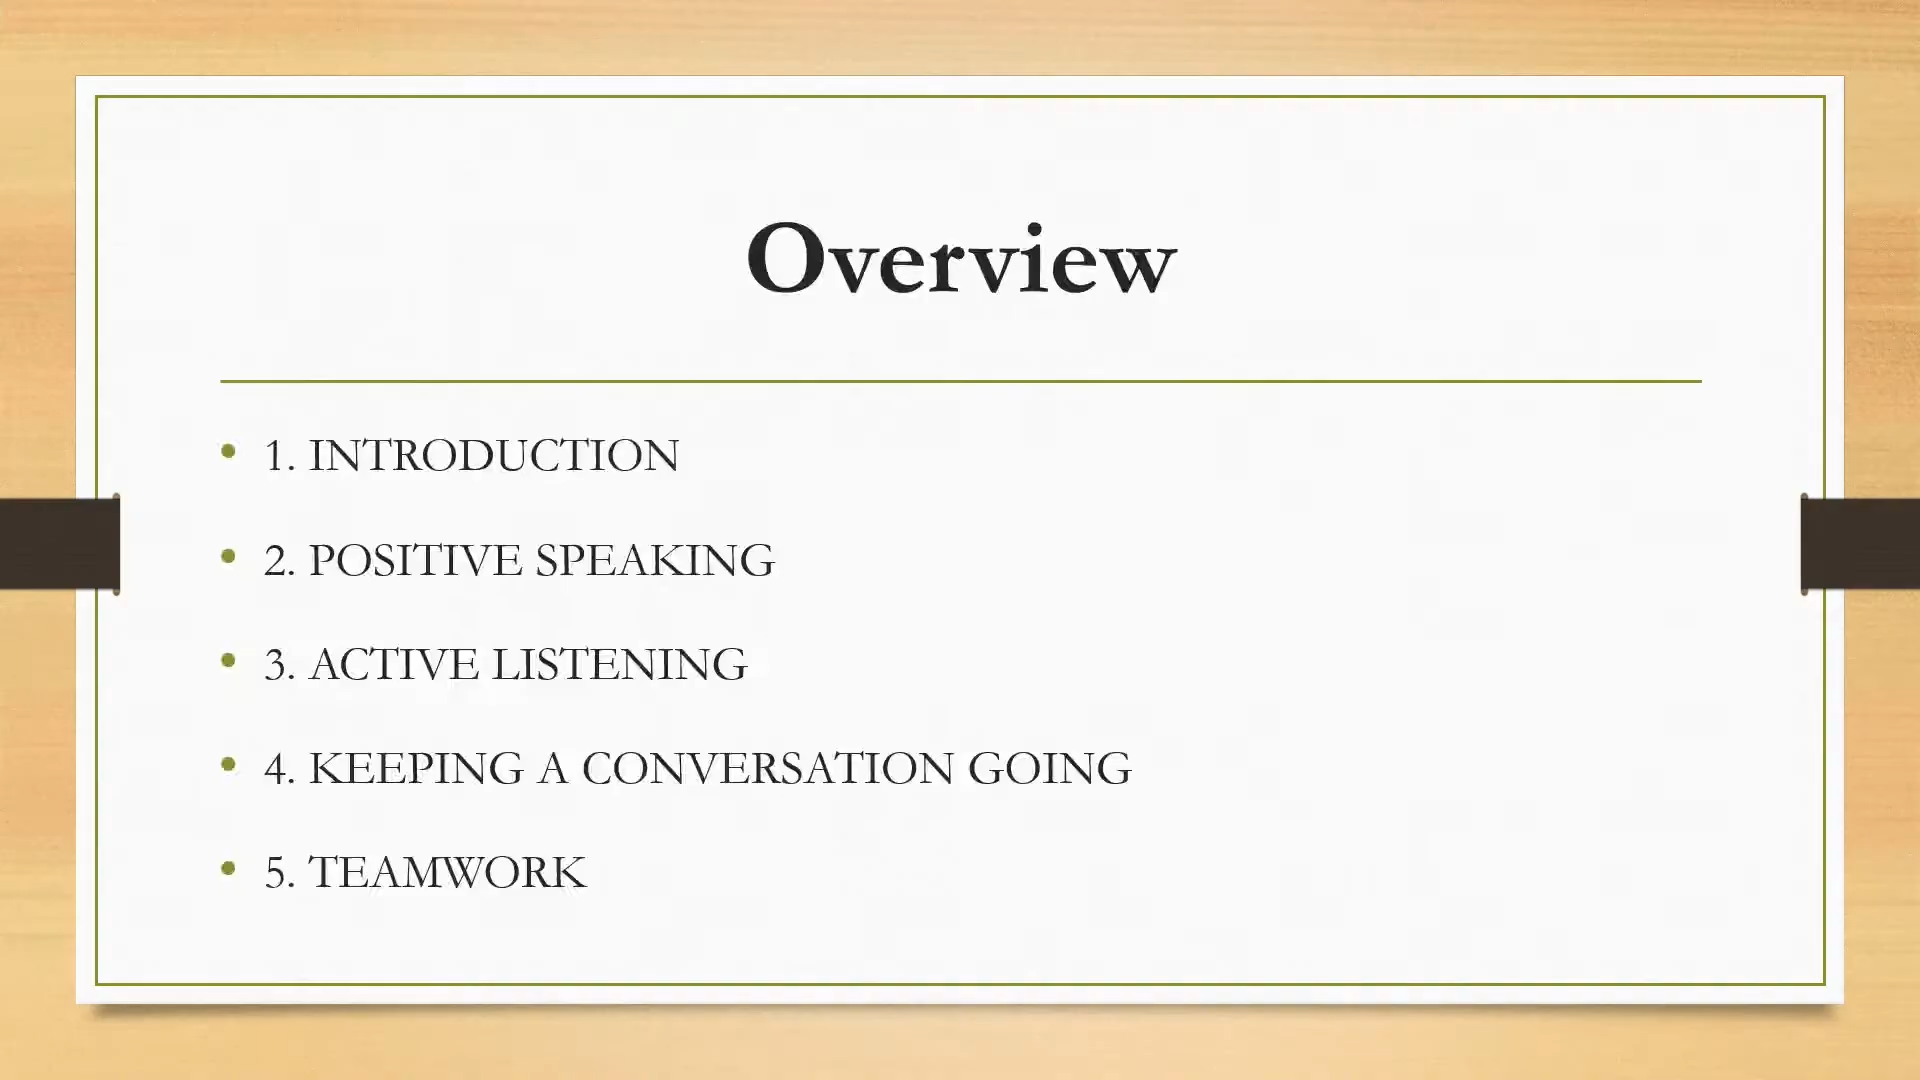 Overview
• 1. INTRODUCTION
• 2. POSITIVE SPEAKING
• 3. ACTIVE LISTENING
• 4. KEEPING A CONVERSATION GOING
• 5. TEAMWORK